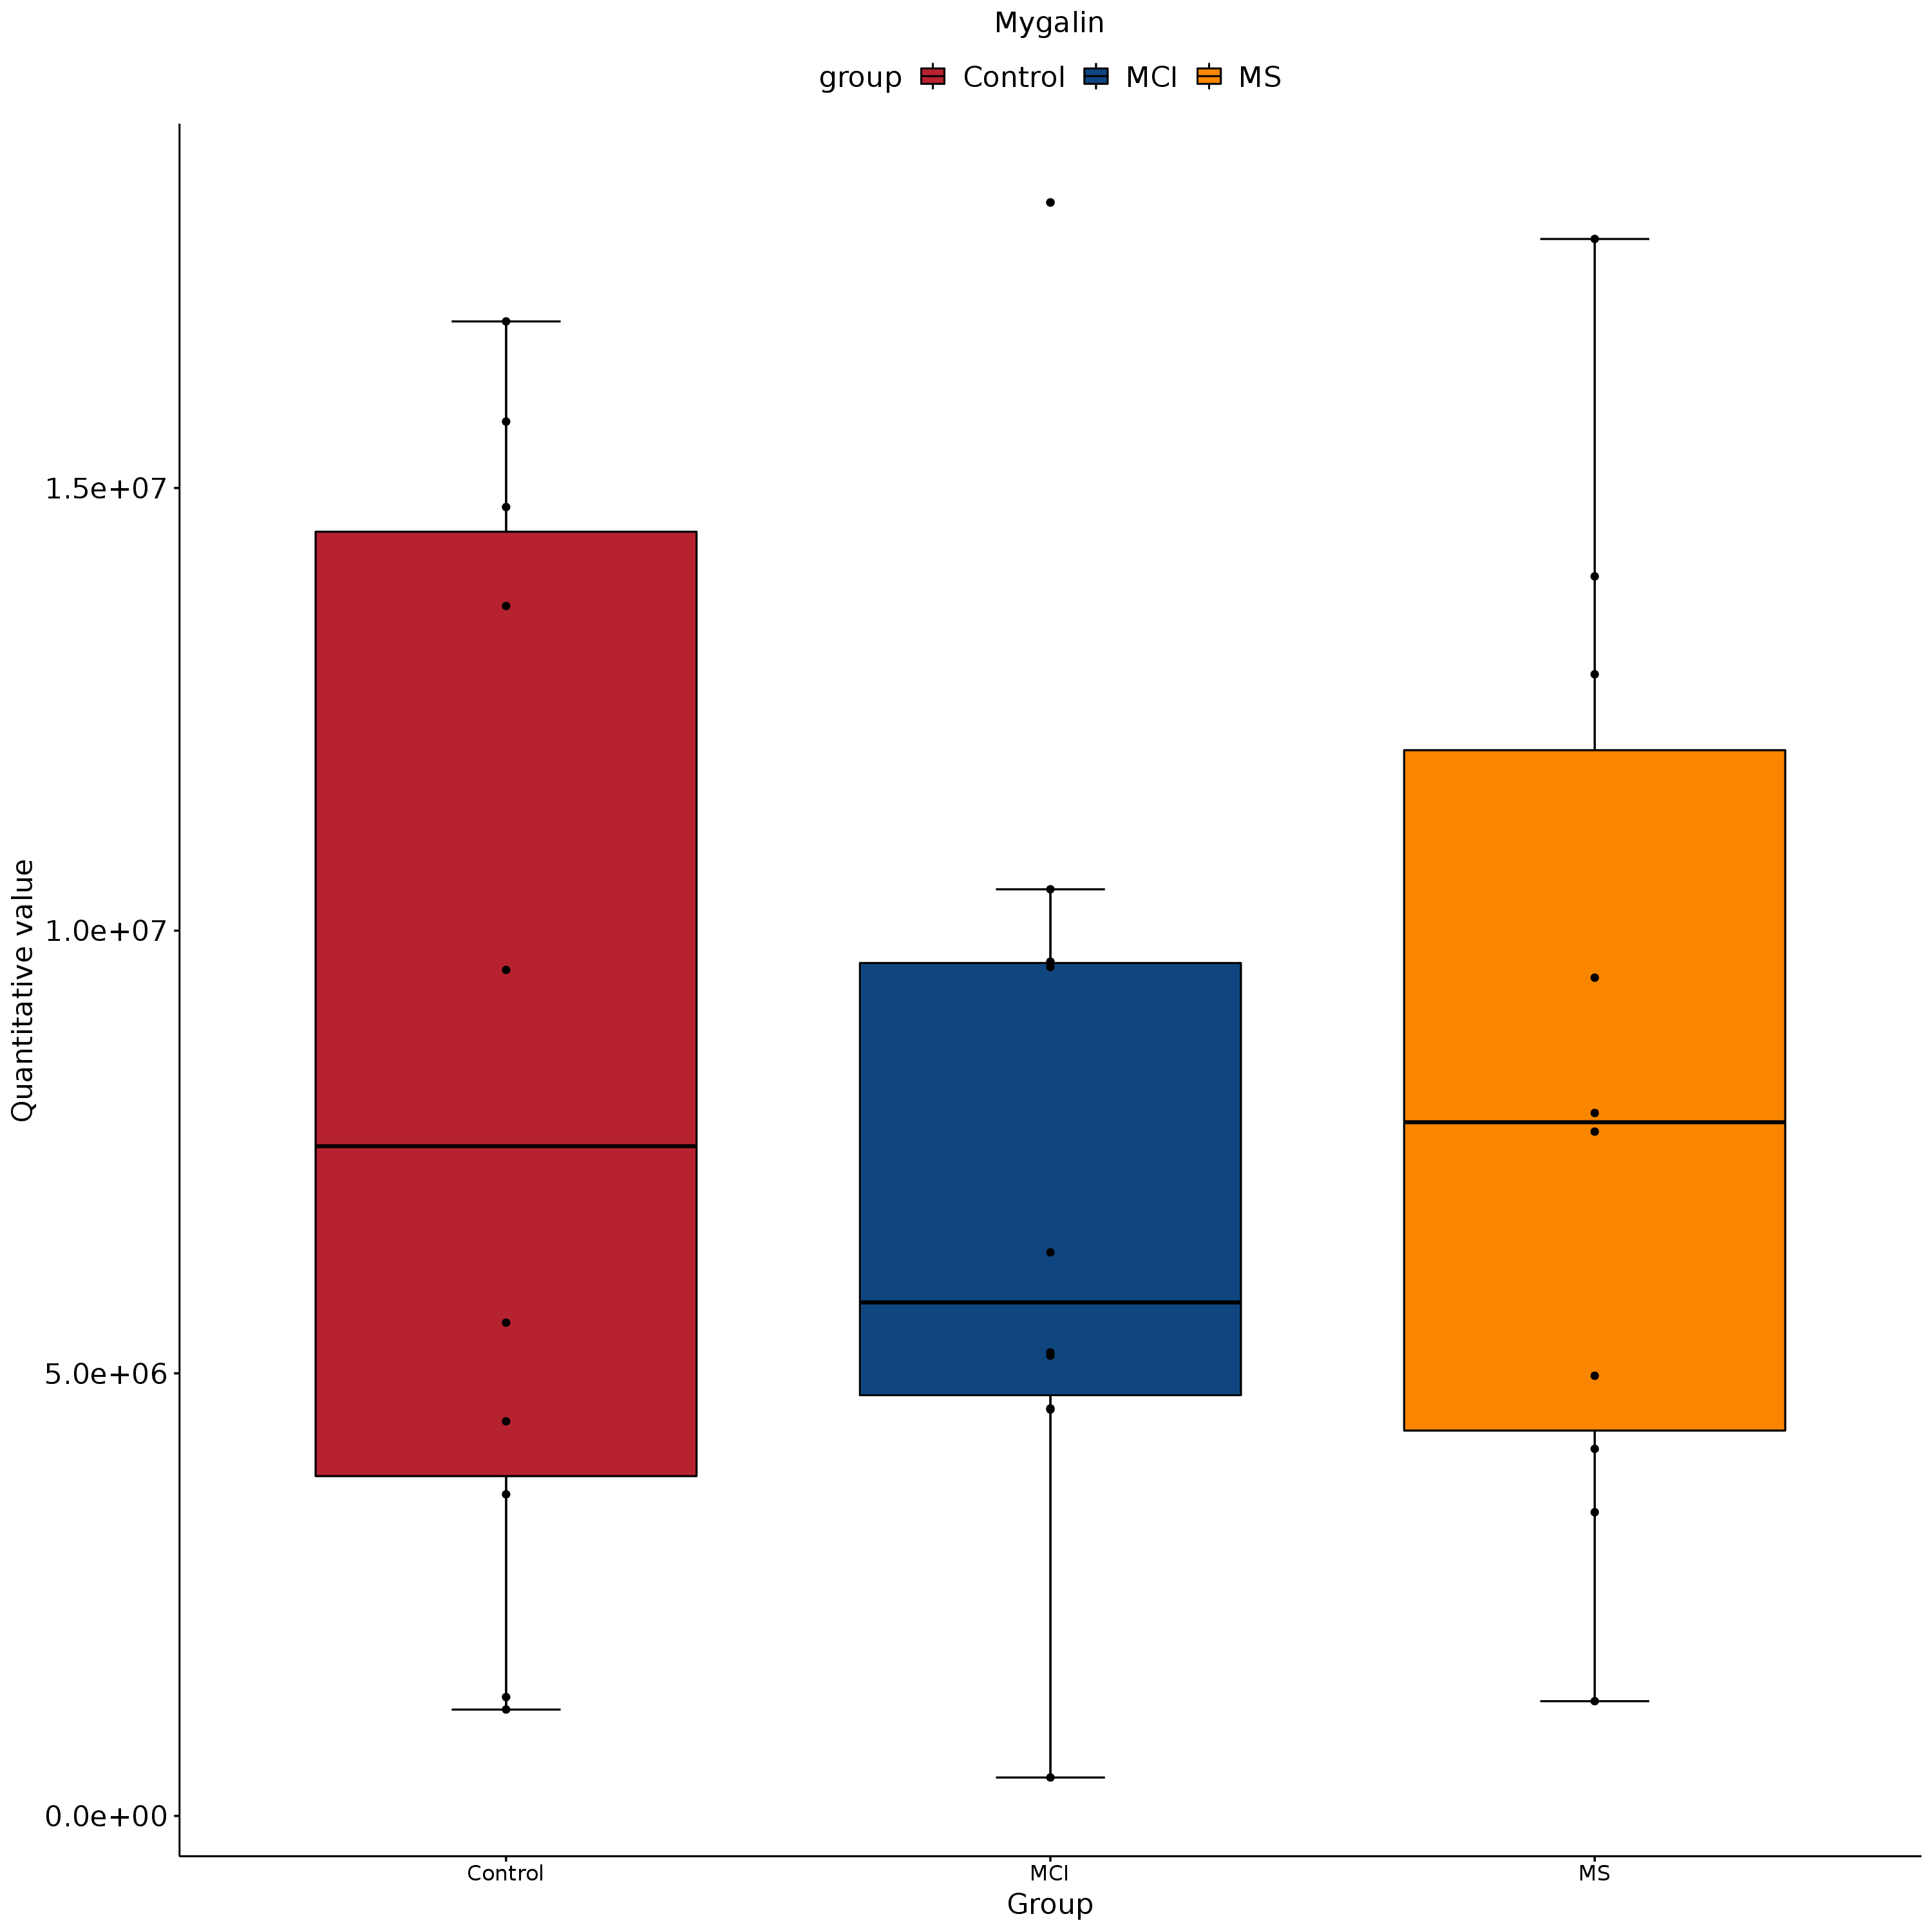 Mygalin
group Control MCI MS
Quantitative value
1.5e+07
1.0e+07
5.0e+06
0.0e+00
Control MCI MS
Group